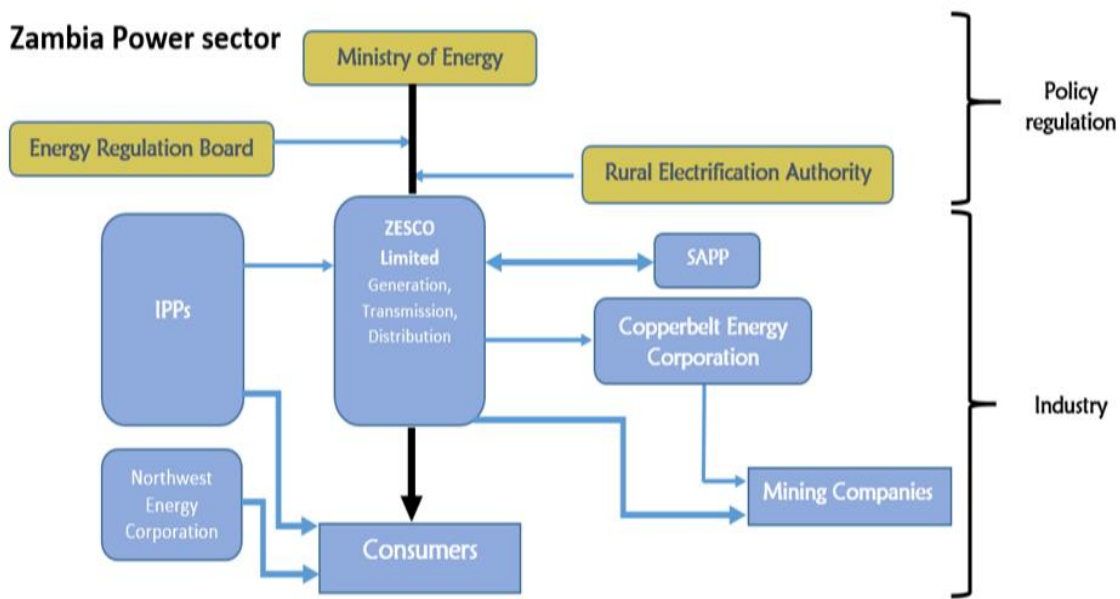 Zambia Power sector
Ministry of Energy
Policy
regulation
Energy Regulation Board
Rural Electrification Authority
ZESCO
Limited
Generation,
Transmission,
Distribution
IPPs
SAPP
Copperbelt Energy
Corporation
Industry
Northwest
Energy
Corporation
Mining Companies
Consumers